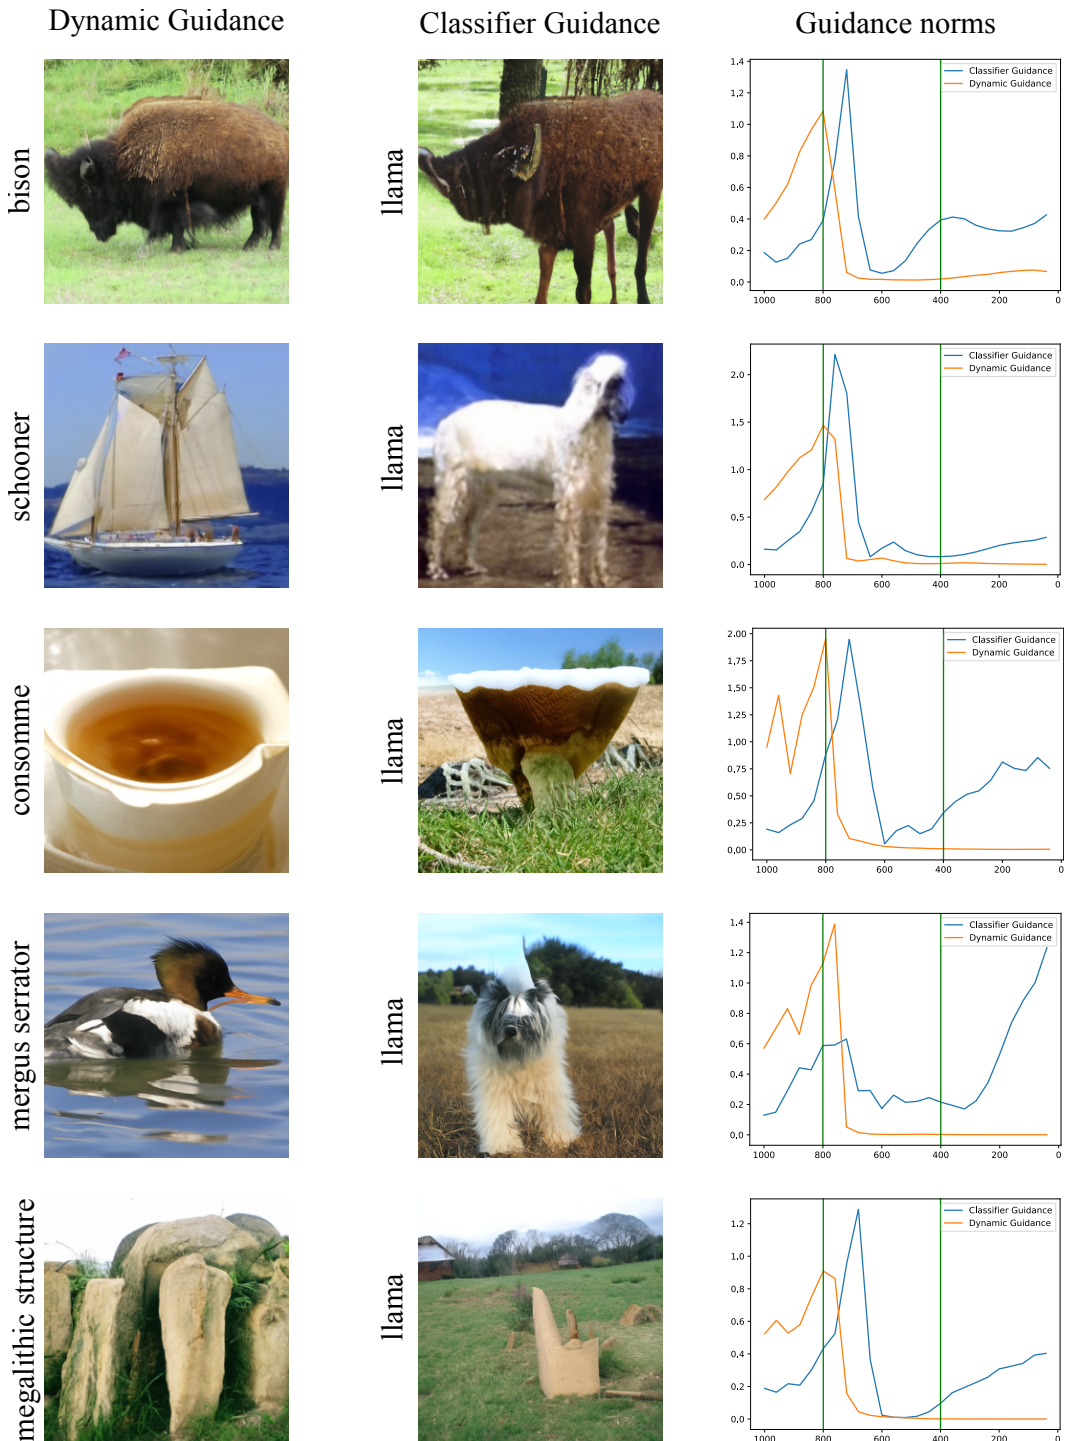 Dynamic Guidance
Classifier Guidance
Guidance norms
bison
llama
Classifier Guidance
Dynamic Guidance
1.4
1.2
1.0
0.8
0.6
0.4
0.2
0.0
1000 800 600 400 200 0
schooner
llama
Classifier Guidance
Dynamic Guidance
2.0
1.5
1.0
0.5
0.0
1000 800 600 400 200 0
consomme
llama
Classifier Guidance
Dynamic Guidance
2.00
1.75
1.50
1.25
1.00
0.75
0.50
0.25
0.00
1000 800 600 400 200 0
mergus serrator
llama
Classifier Guidance
Dynamic Guidance
1.4
1.2
1.0
0.8
0.6
0.4
0.2
0.0
1000 800 600 400 200 0
megalithic structure
llama
Classifier Guidance
Dynamic Guidance
1.2
1.0
0.8
0.6
0.4
0.2
0.0
1000 800 600 400 200 0